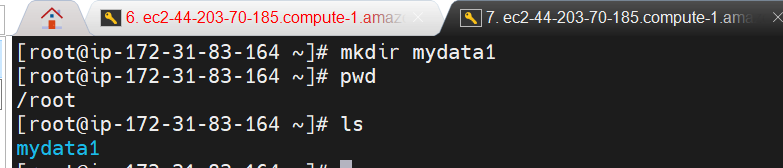 6. ec2-44-203-70-185.compute-1.amaz
7. ec2-44-203-70-185.compute-1.ama
[root@ip-172-31-83-164 ~]# mkdir mydata1
[root@ip-172-31-83-164 ~]# pwd
/root
[root@ip-172-31-83-164 ~]# ls
mydata1
[root@ip-172-31-83-164 ~]#